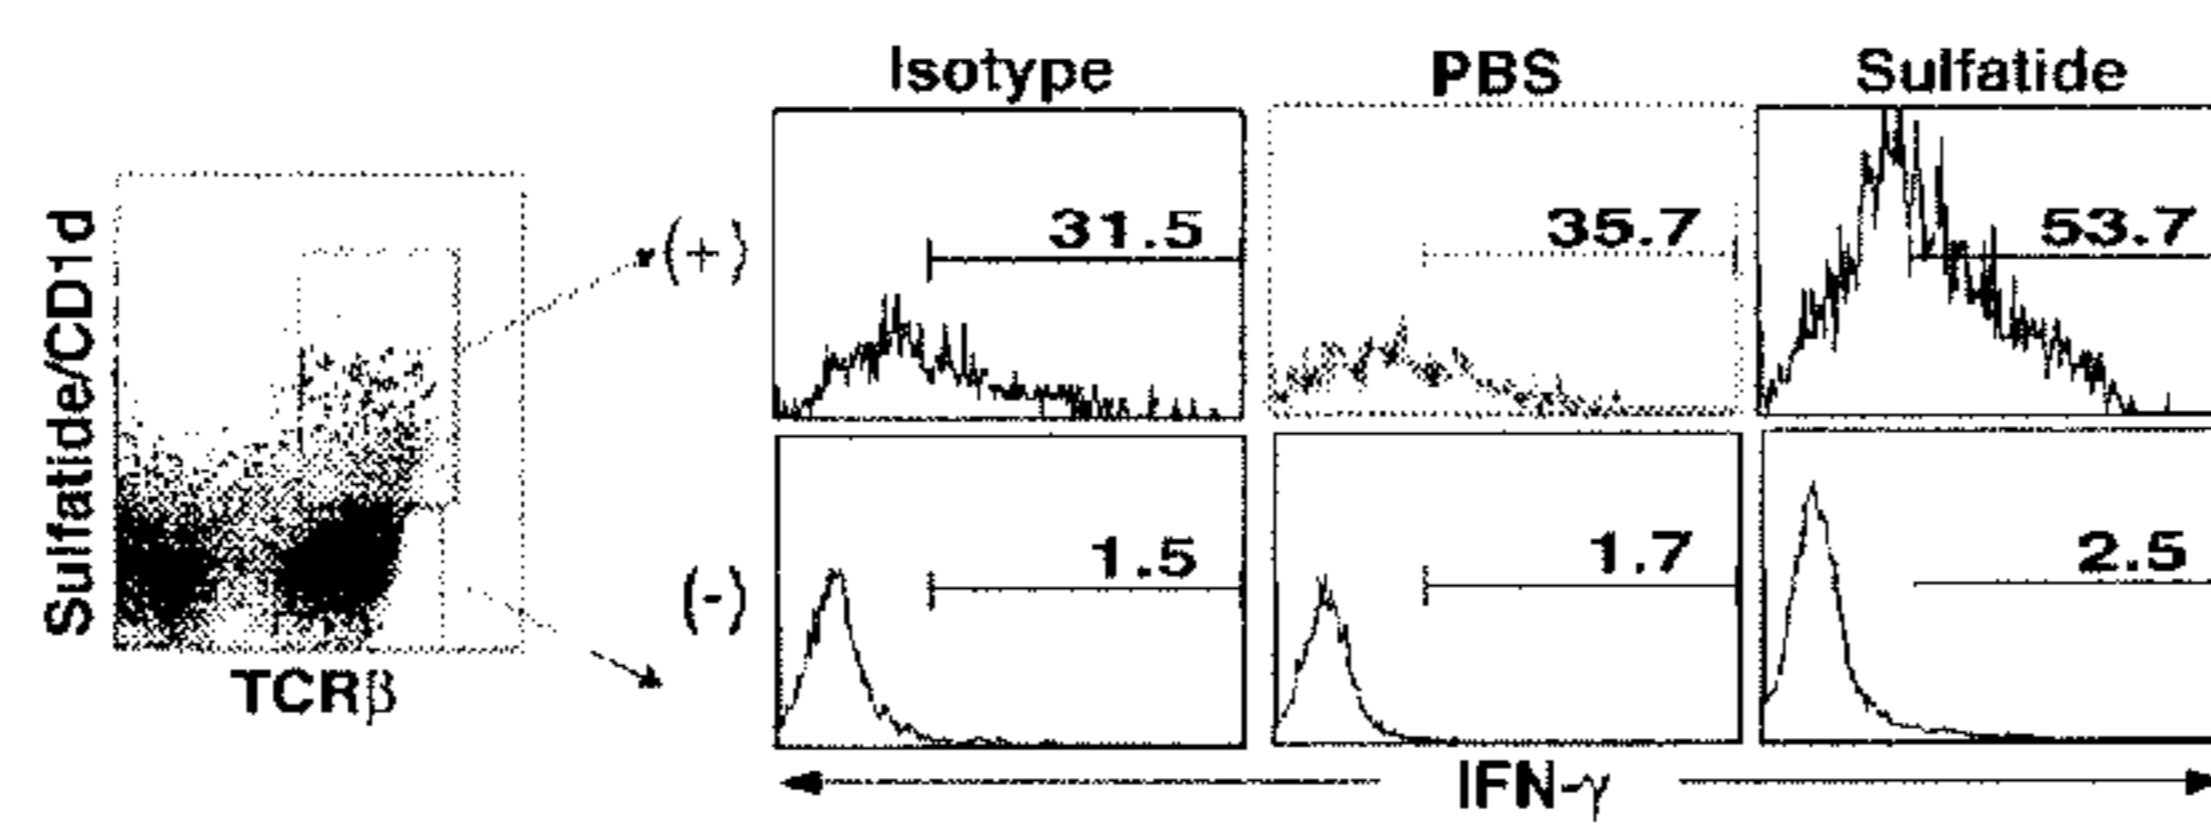 Isotype PBS Sulfatide
Sulfatide/CD1d
(+) 31.5 35.7 53.7
(-) 1.5 1.7 2.5
TCRβ
IFN-γ